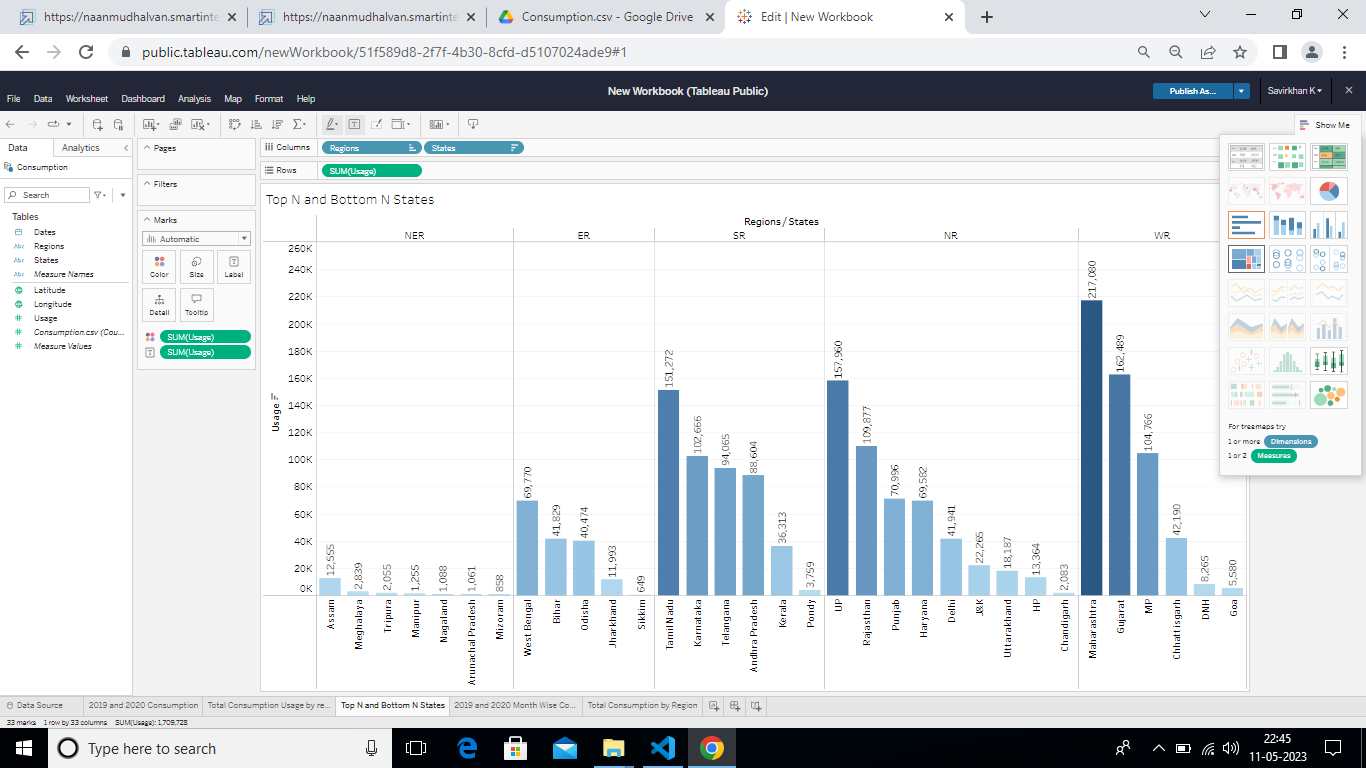 https://naanmudhalvan.smartinte
https://naanmudhalvan.smartinte
Consumption.csv - Google Drive
Edit | New Workbook
public.tableau.com/newWorkbook/51f589d8-2f7f-4b30-8cfd-d5107024ade9#1
New Workbook (Tableau Public)
Publish As...
Savirkhan K
File Data Worksheet Dashboard Analysis Map Format Help
Show Me
Data Analytics
Pages
Columns Regions States
Consumption
Rows SUM(Usage)
Filters
Search
Top N and Bottom N States
Tables
Marks
Dates
Regions
States
Measure Names
Latitude
Longitude
Usage
Consumption.csv (Cou...
Measure Values
Automatic
Color Size Label
Detail Tooltip
SUM(Usage)
SUM(Usage)
Regions / States
NER ER SR NR WR
Usage
260K
240K
220K
200K
180K
160K
140K
120K
100K
80K
60K
40K
20K
0K
12,555 2,839 2,055 1,255 1,088 1,061 858
69,770 41,829 40,474 11,993 649
151,272 102,666 94,065 88,604 36,313 3,759
157,960 109,877 70,996 69,582 41,941 22,265 18,187 13,364 2,083
217,080 162,489 104,766 42,190 8,265 5,580
Assam Meghalaya Tripura Manipur Nagaland Arunachal Pradesh Mizoram
West Bengal Bihar Odisha Jharkhand Sikkim
Tamil Nadu Karnataka Telangana Andhra Pradesh Kerala Pondy
UP Rajasthan Punjab Haryana Delhi J&K Uttarakhand HP Chandigarh
Maharashtra Gujarat MP Chhattisgarh DNH Goa
For treemaps try
1 or more Dimensions
1 or 2 Measures
Data Source
2019 and 2020 Consumption
Total Consumption Usage by re...
Top N and Bottom N States
2019 and 2020 Month Wise Co...
Total Consumption by Region
33 marks 1 row by 33 columns SUM(Usage): 1,709,728
Type here to search
22:45
11-05-2023